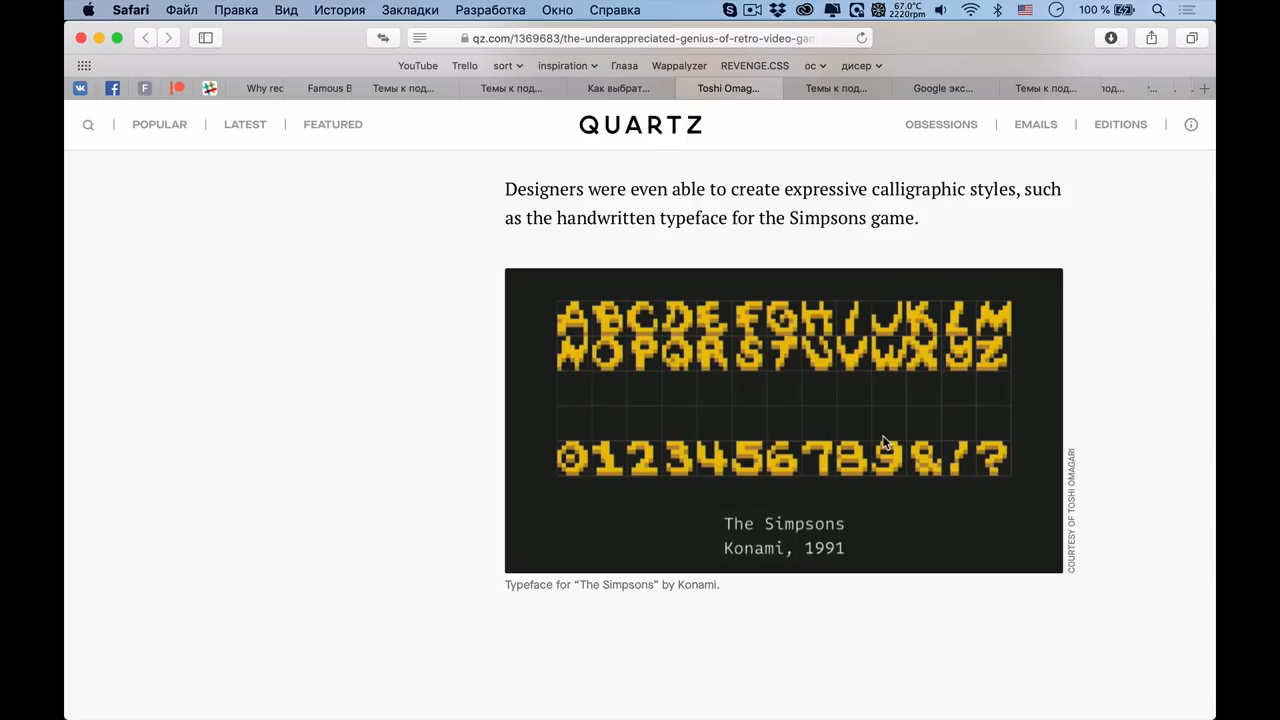 Safari Файл Правка Вид История Закладки Разработка Окно Справка 67.0°C 2220rpm 100 %
qz.com/1369683/the-underappreciated-genius-of-retro-video-gam
YouTube Trello sort inspiration Глаза Wappalyzer REVENGE.CSS ос дисер
F Why rec Famous B Темы к под... Темы к под... Как выбрат... Toshi Omag... Темы к под... Google экс... Темы к под... под...
POPULAR | LATEST | FEATURED QUARTZ OBSESSIONS | EMAILS | EDITIONS |
Designers were even able to create expressive calligraphic styles, such
as the handwritten typeface for the Simpsons game.
ABCDEFGHIJKLM
NOPQRSTUVWXYZ
0123456789&/?
The Simpsons
Konami, 1991
COURTESY OF TOSHI OMAGARI
Typeface for “The Simpsons” by Konami.